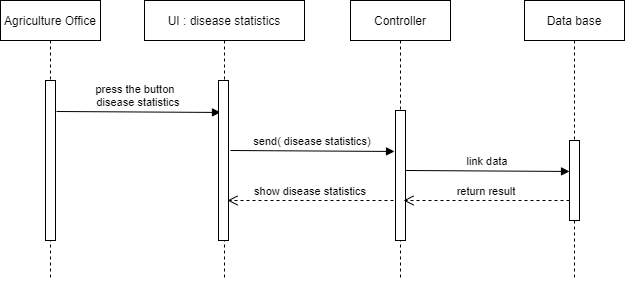 Agriculture Office
UI : disease statistics
Controller
Data base
press the button
disease statistics
send( disease statistics)
link data
show disease statistics
return result